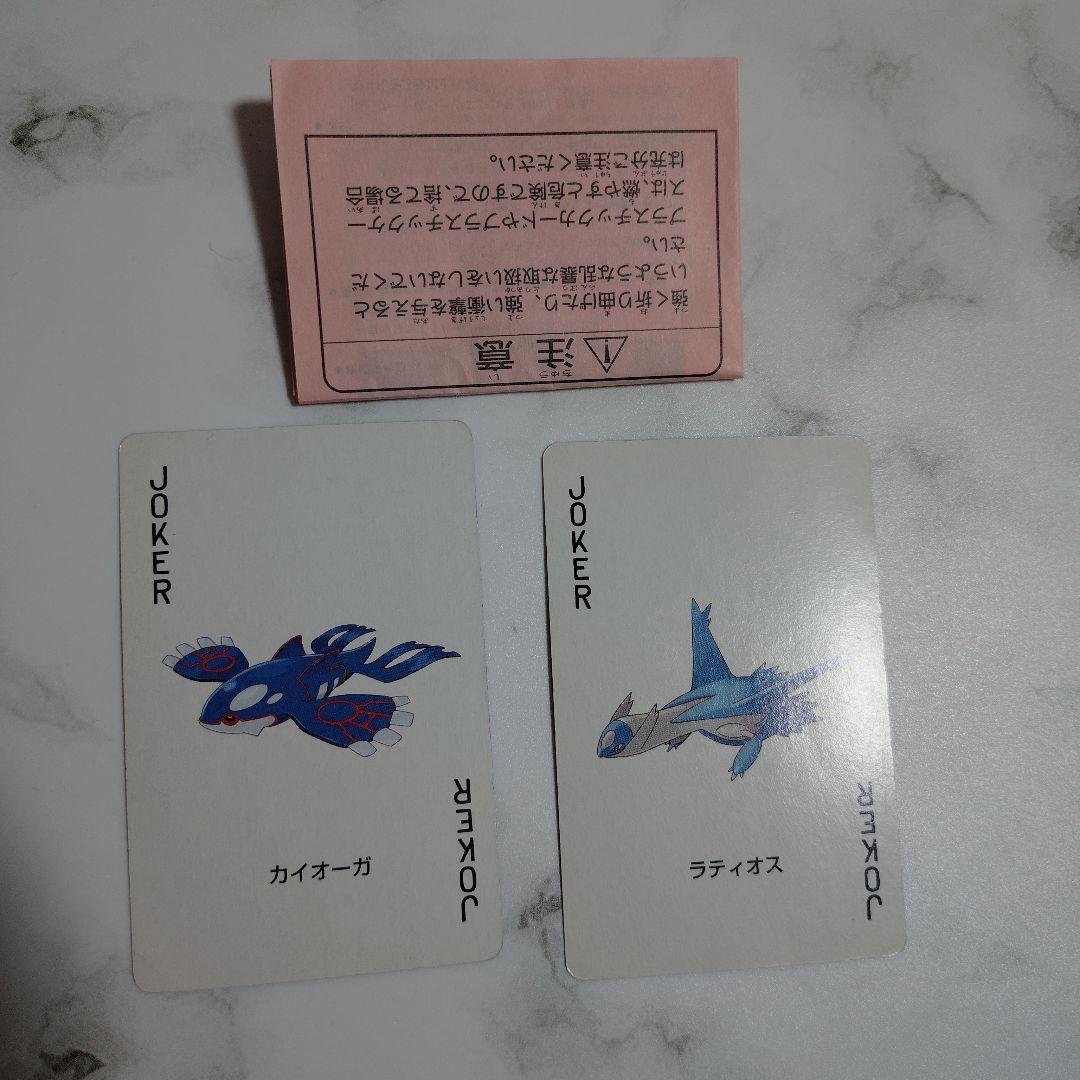 ⚠注意
強く折り曲げたり、強い衝撃を与えると
いうような乱暴な取扱いをしないでくだ
さい。
プラスチックカードやプラスチックケー
スは、燃やすと危険ですので、捨てる場合
は充分ご注意ください。
JOKER
カイオーガ
JOKER
JOKER
ラティオス
JOKER